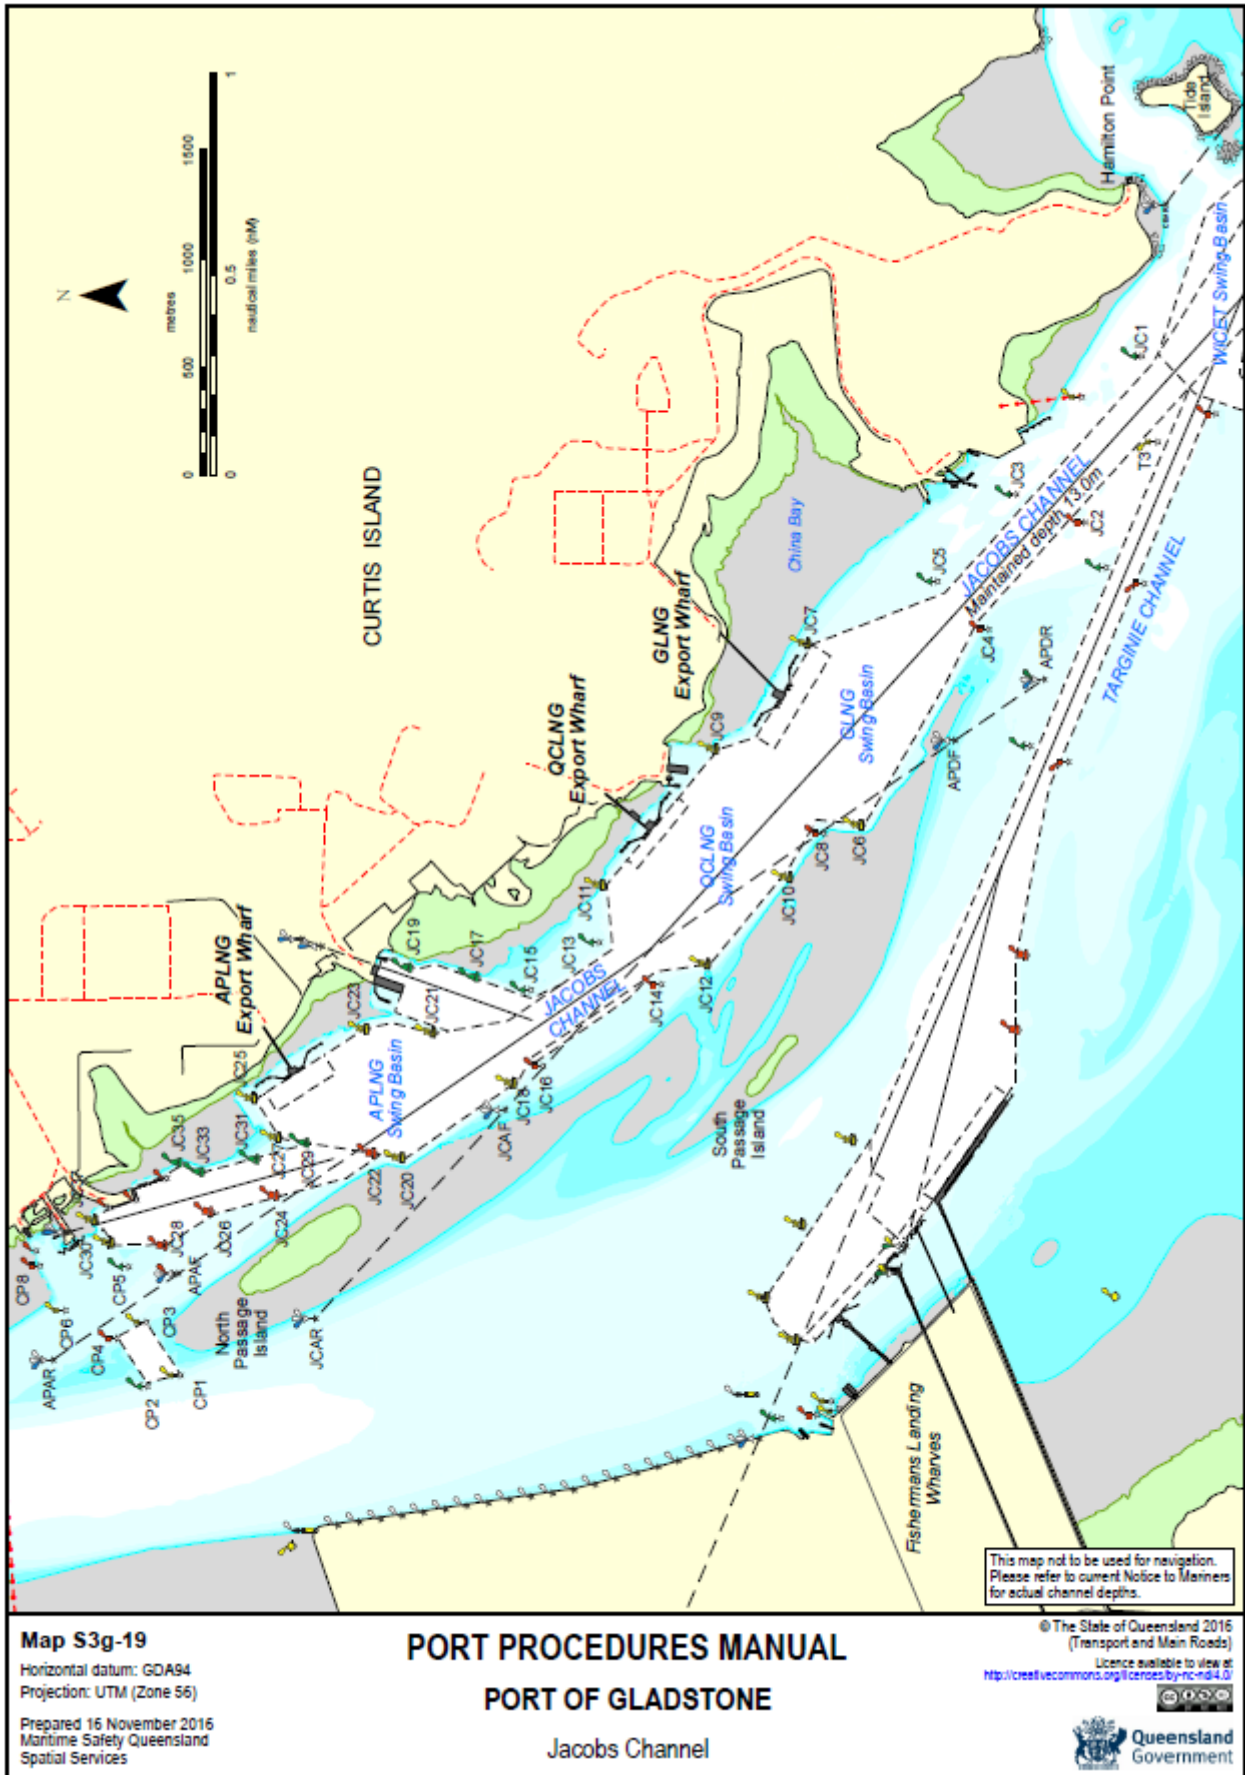 N
metres
0
500
1000
1500
0
0.5
1
nautical miles (nM)
CURTIS ISLAND
Hamilton Point
Tide
Island
WICET Swing Basin
JC1
T3
JC3
JC2
JACOBS CHANNEL
Maintained depth 13.0m
TARGINIE CHANNEL
JC5
JC4
APDR
APDF
China Bay
GLNG
Export Wharf
JC7
GLNG
Swing Basin
JC9
QCLNG
Export Wharf
QCLNG
Swing Basin
JC8
JC6
JC10
JC11
JC12
JC13
JC14
JC15
JACOBS
CHANNEL
JC17
JC19
JC16
JC18
JC21
JC23
APLNG
Export Wharf
APLNG
Swing Basin
JC25
JCAF
JC20
JC22
JC31
JC27
JC29
JC35
JC33
JC24
JC26
JC28
JC30
South
Passage
Island
North
Passage
Island
JCAR
APAF
APAR
CP8
CP6
CP5
CP4
CP3
CP2
CP1
Fishermans Landing
Wharves
This map not to be used for navigation.
Please refer to current Notice to Mariners
for actual channel depths.
Map S3g-19
Horizontal datum: GDA94
Projection: UTM (Zone 56)
Prepared 16 November 2016
Maritime Safety Queensland
Spatial Services
PORT PROCEDURES MANUAL
PORT OF GLADSTONE
Jacobs Channel
© The State of Queensland 2016
(Transport and Main Roads)
Licence available to view at
http://creativecommons.org/licenses/by-nc-nd/4.0/
Queensland
Government